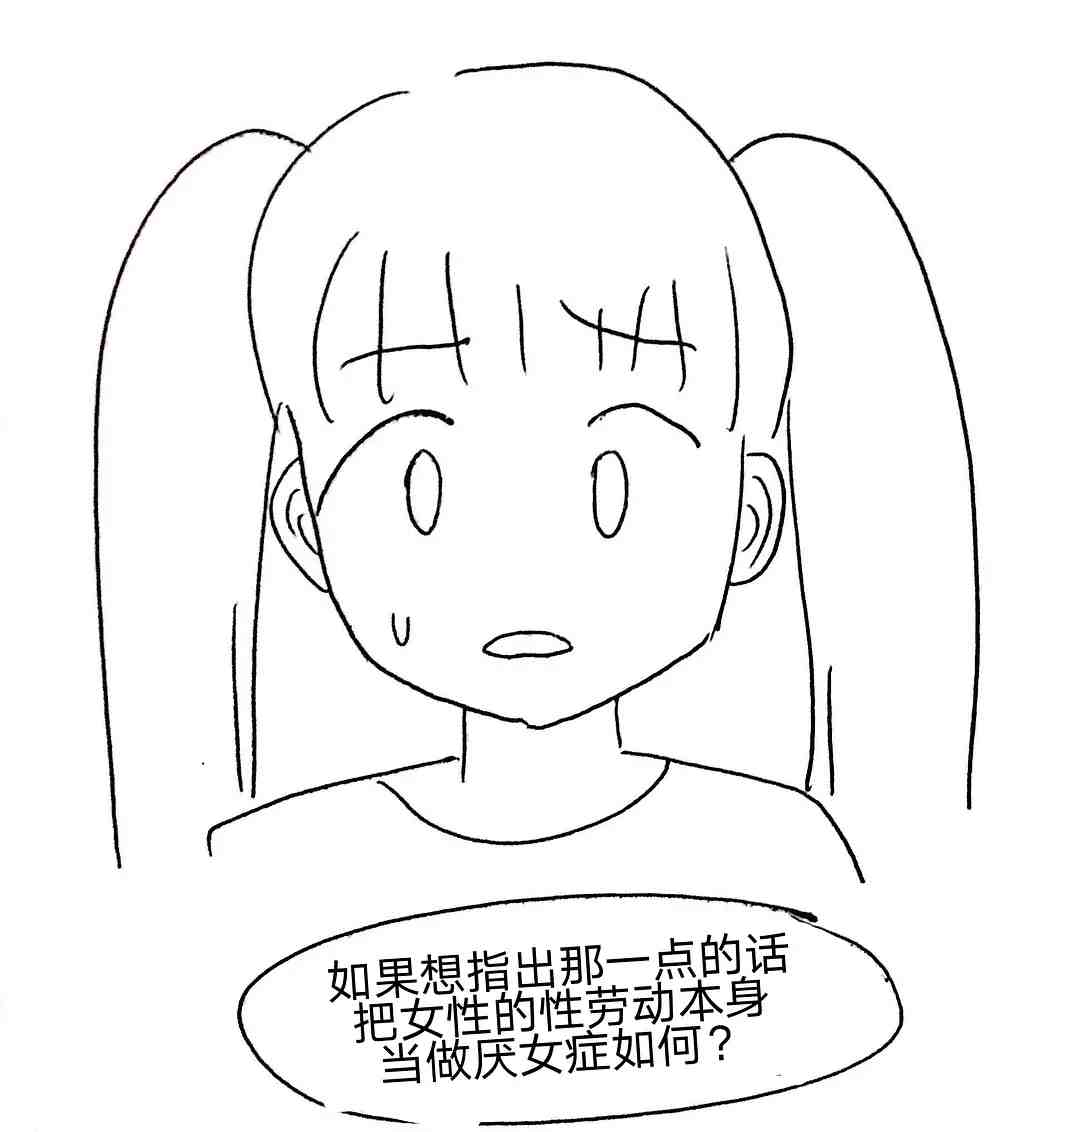 如果想指出那一点的话
把女性的性劳动本身
当做厌女症如何?